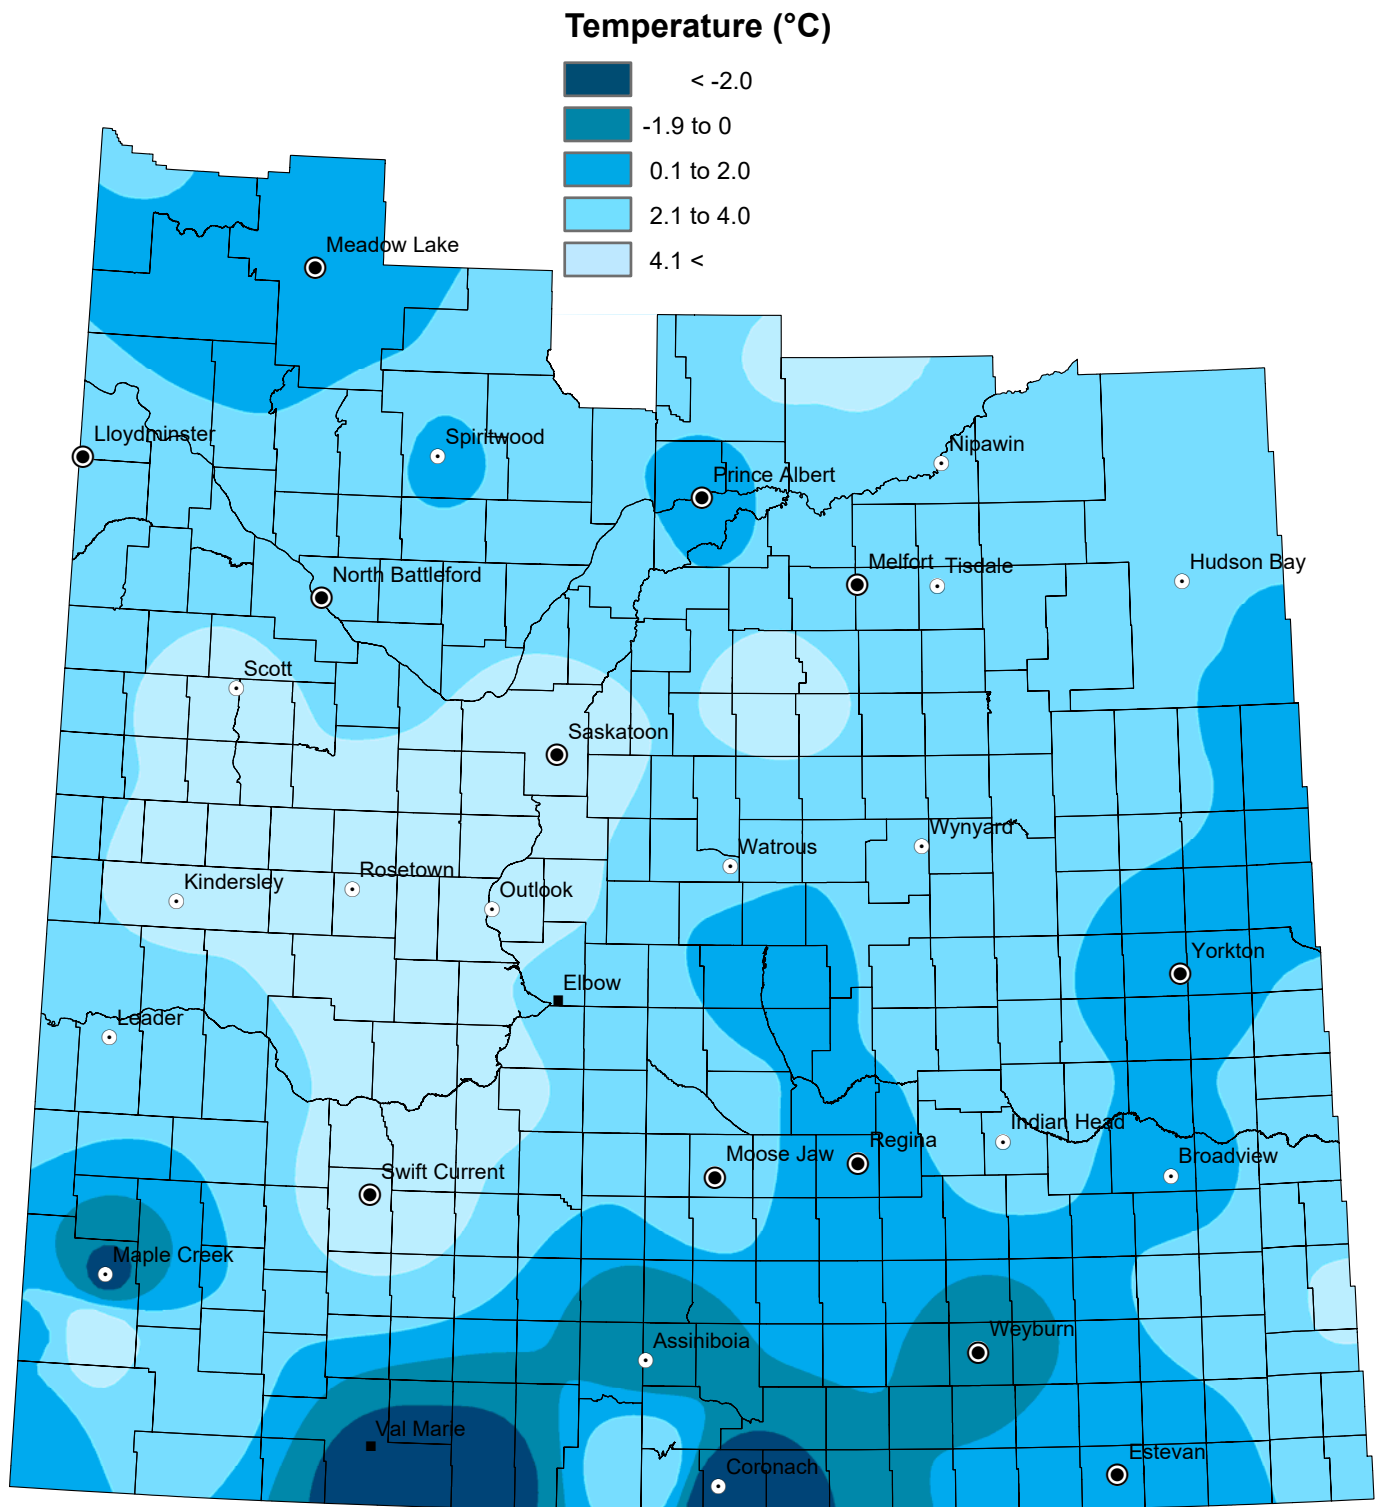 Temperature (°C)
< -2.0
-1.9 to 0
0.1 to 2.0
2.1 to 4.0
4.1 <
Meadow Lake
Lloydminster
Spiritwood
Nipawin
Prince Albert
Melfort
Tisdale
Hudson Bay
North Battleford
Scott
Saskatoon
Wynyard
Watrous
Rosetown
Kindersley
Outlook
Yorkton
Elbow
Leader
Indian Head
Regina
Moose Jaw
Broadview
Swift Current
Maple Creek
Weyburn
Assiniboia
Val Marie
Estevan
Coronach